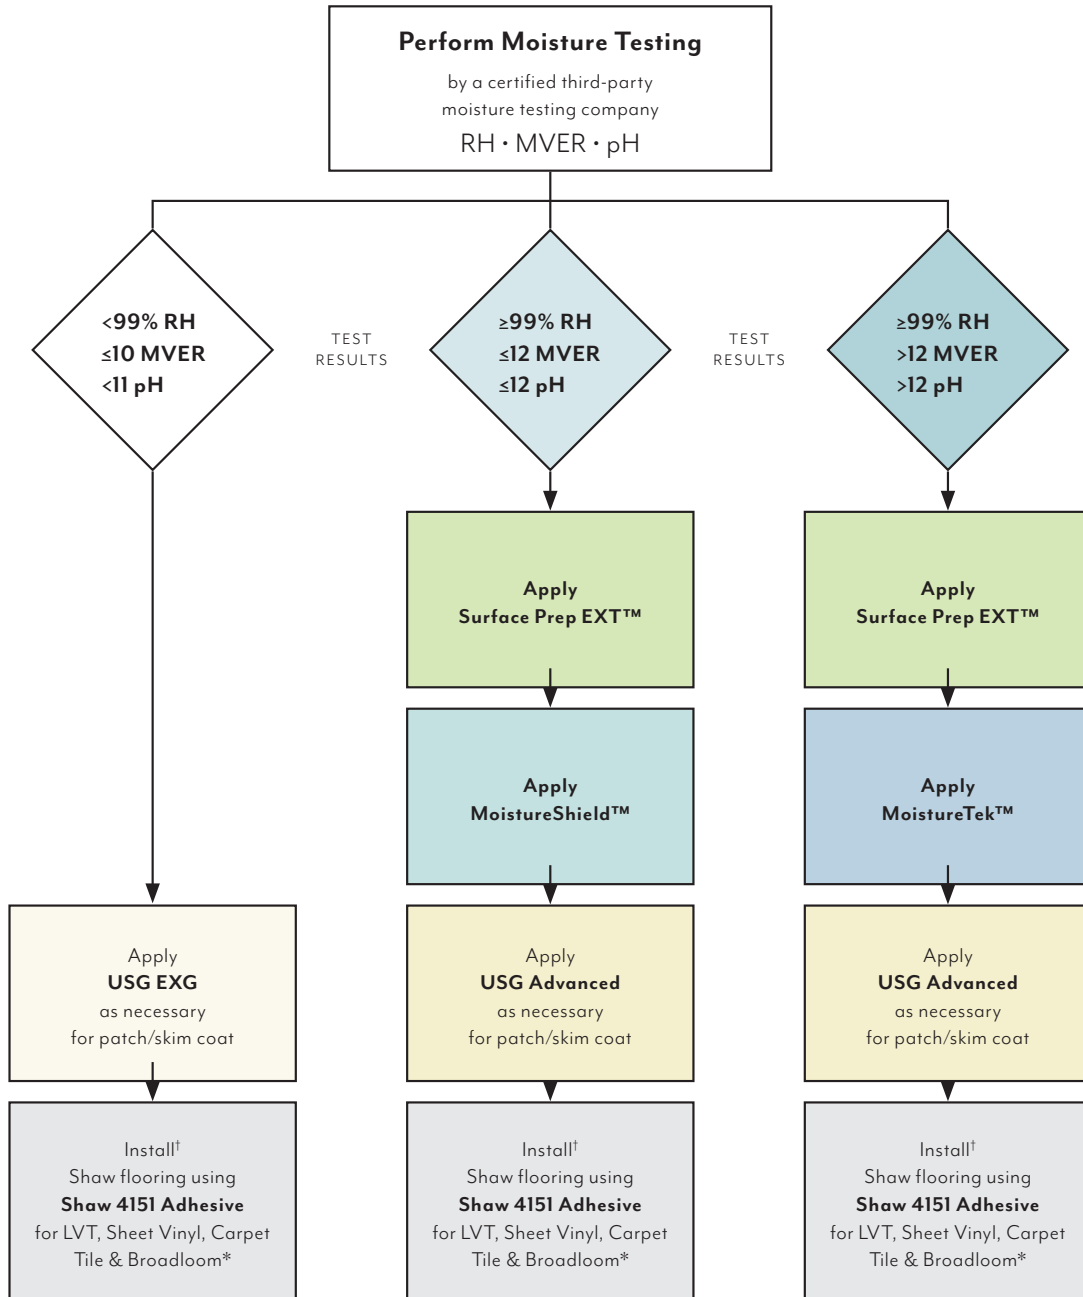 Perform Moisture Testing
by a certified third-party
moisture testing company
RH • MVER • pH
<99% RH
≤10 MVER
<11 pH
TEST
RESULTS
≥99% RH
≤12 MVER
≤12 pH
TEST
RESULTS
≥99% RH
>12 MVER
>12 pH
Apply
Surface Prep EXT™
Apply
Surface Prep EXT™
Apply
MoistureShield™
Apply
MoistureTek™
Apply
USG EXG
as necessary
for patch/skim coat
Apply
USG Advanced
as necessary
for patch/skim coat
Apply
USG Advanced
as necessary
for patch/skim coat
Install†
Shaw flooring using
Shaw 4151 Adhesive
for LVT, Sheet Vinyl, Carpet
Tile & Broadloom*
Install†
Shaw flooring using
Shaw 4151 Adhesive
for LVT, Sheet Vinyl, Carpet
Tile & Broadloom*
Install†
Shaw flooring using
Shaw 4151 Adhesive
for LVT, Sheet Vinyl, Carpet
Tile & Broadloom*